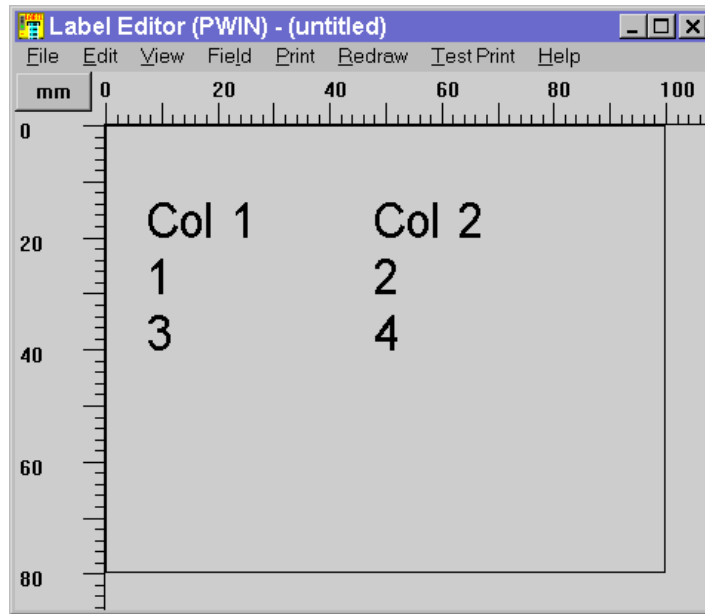 Label Editor (PWIN) - (untitled)
File Edit View Field Print Redraw Test Print Help
mm 0 20 40 60 80 100
0
Col 1 Col 2
20
1 2
3 4
40
60
80